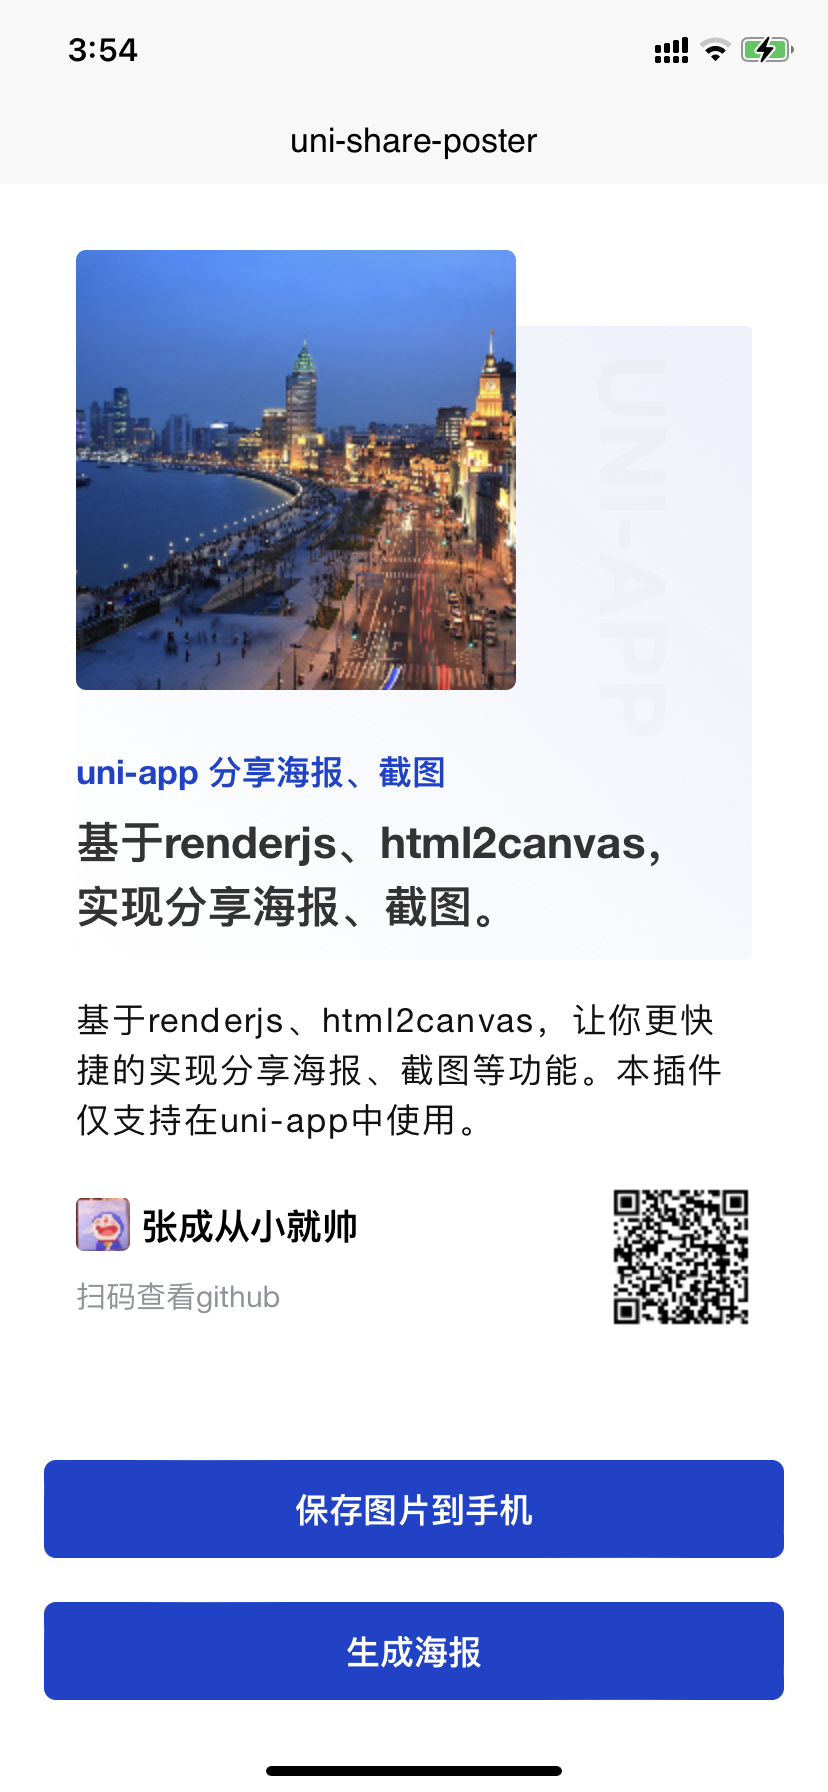 3:54
uni-share-poster
UNI-APP
uni-app 分享海报、截图
基于renderjs、html2canvas，
实现分享海报、截图。
基于renderjs、html2canvas，让你更快
捷的实现分享海报、截图等功能。本插件
仅支持在uni-app中使用。
张成从小就帅
扫码查看github
保存图片到手机
生成海报